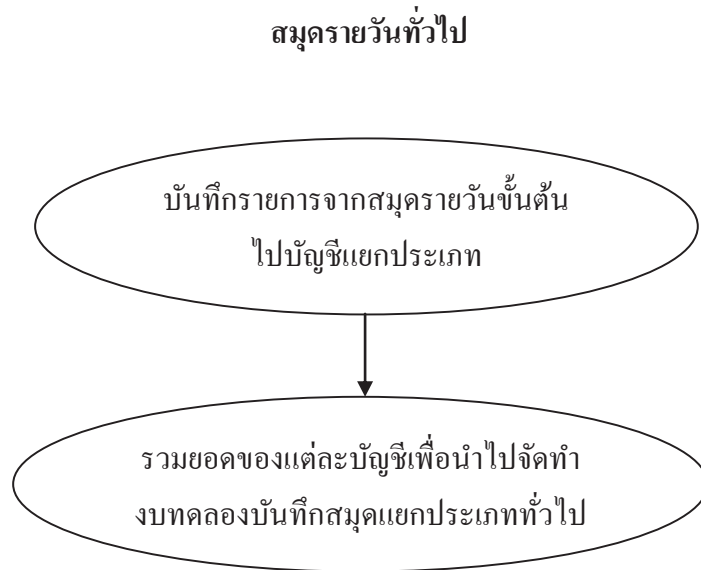 สมุดรายวันทั่วไป
บันทึกรายการจากสมุดรายวันขั้นต้น
ไปบัญชีแยกประเภท
รวมยอดของแต่ละบัญชีเพื่อนำไปจัดทำ
งบทดลองบันทึกสมุดแยกประเภททั่วไป